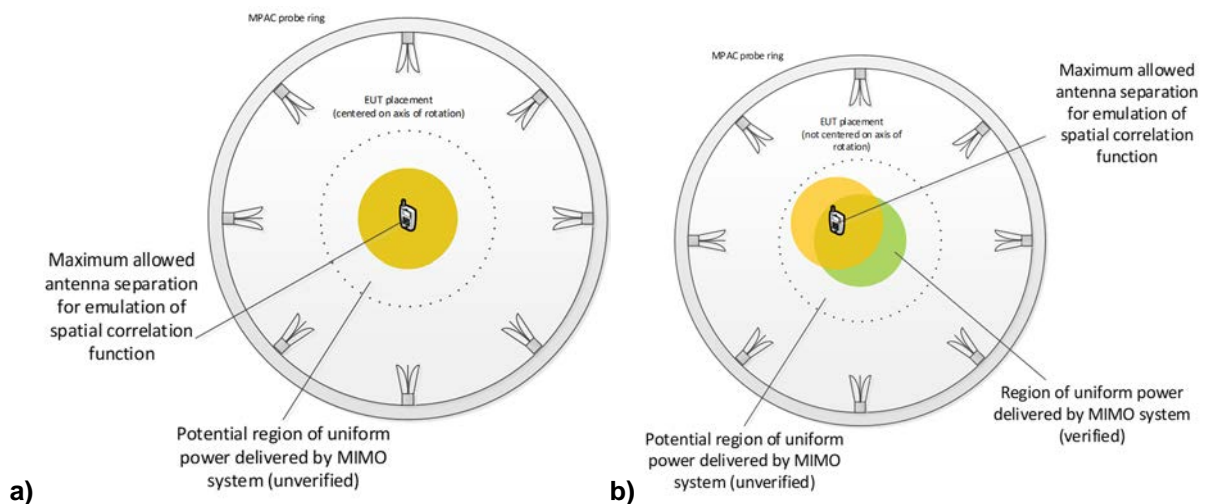 MPAC probe ring
EUT placement
(centered on axis of rotation)
Maximum allowed
antenna separation
for emulation of
spatial correlation
function
Potential region of uniform
power delivered by MIMO
system (unverified)
a)
MPAC probe ring
EUT placement
(not centered on axis of
rotation)
Maximum allowed
antenna separation
for emulation of
spatial correlation
function
Region of uniform power
delivered by MIMO system
(verified)
Potential region of uniform
power delivered by MIMO
system (unverified)
b)